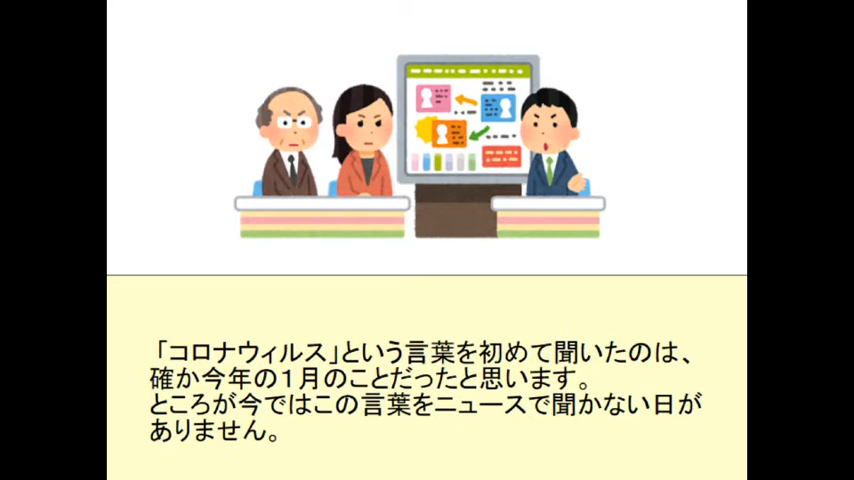 「コロナウィルス」という言葉を初めて聞いたのは、
確か今年の１月のことだったと思います。
ところが今ではこの言葉をニュースで聞かない日が
ありません。